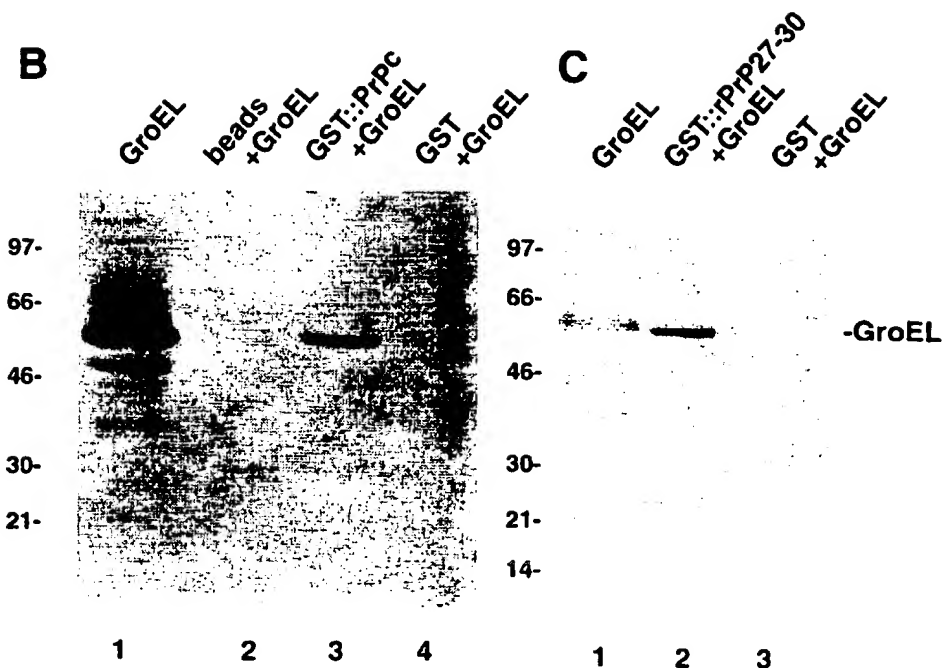 B
GroEL
beads
+GroEL
GST::PrPc
+GroEL
GST
+GroEL
97-
66-
46-
30-
21-
1
2
3
4
C
GroEL
GST::rPrP27-30
+GroEL
GST
+GroEL
97-
66-
46-
30-
21-
14-
-GroEL
1
2
3